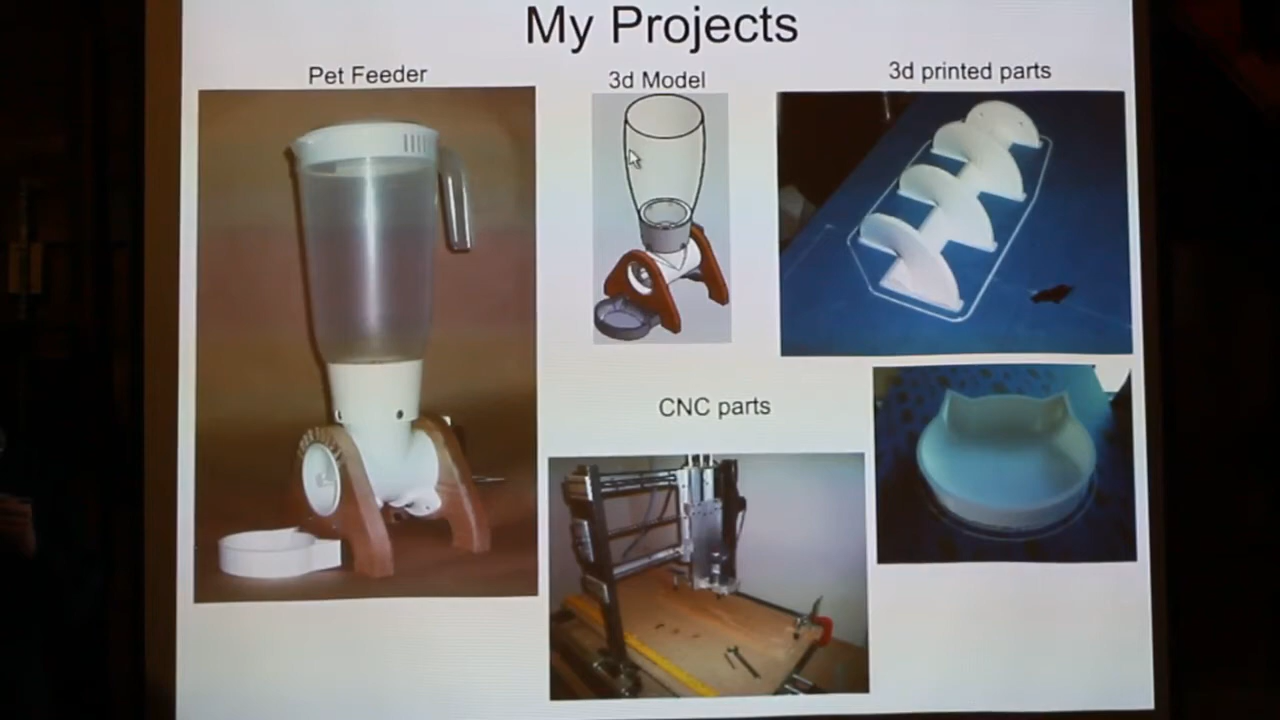 My Projects
Pet Feeder
3d Model
3d printed parts
CNC parts